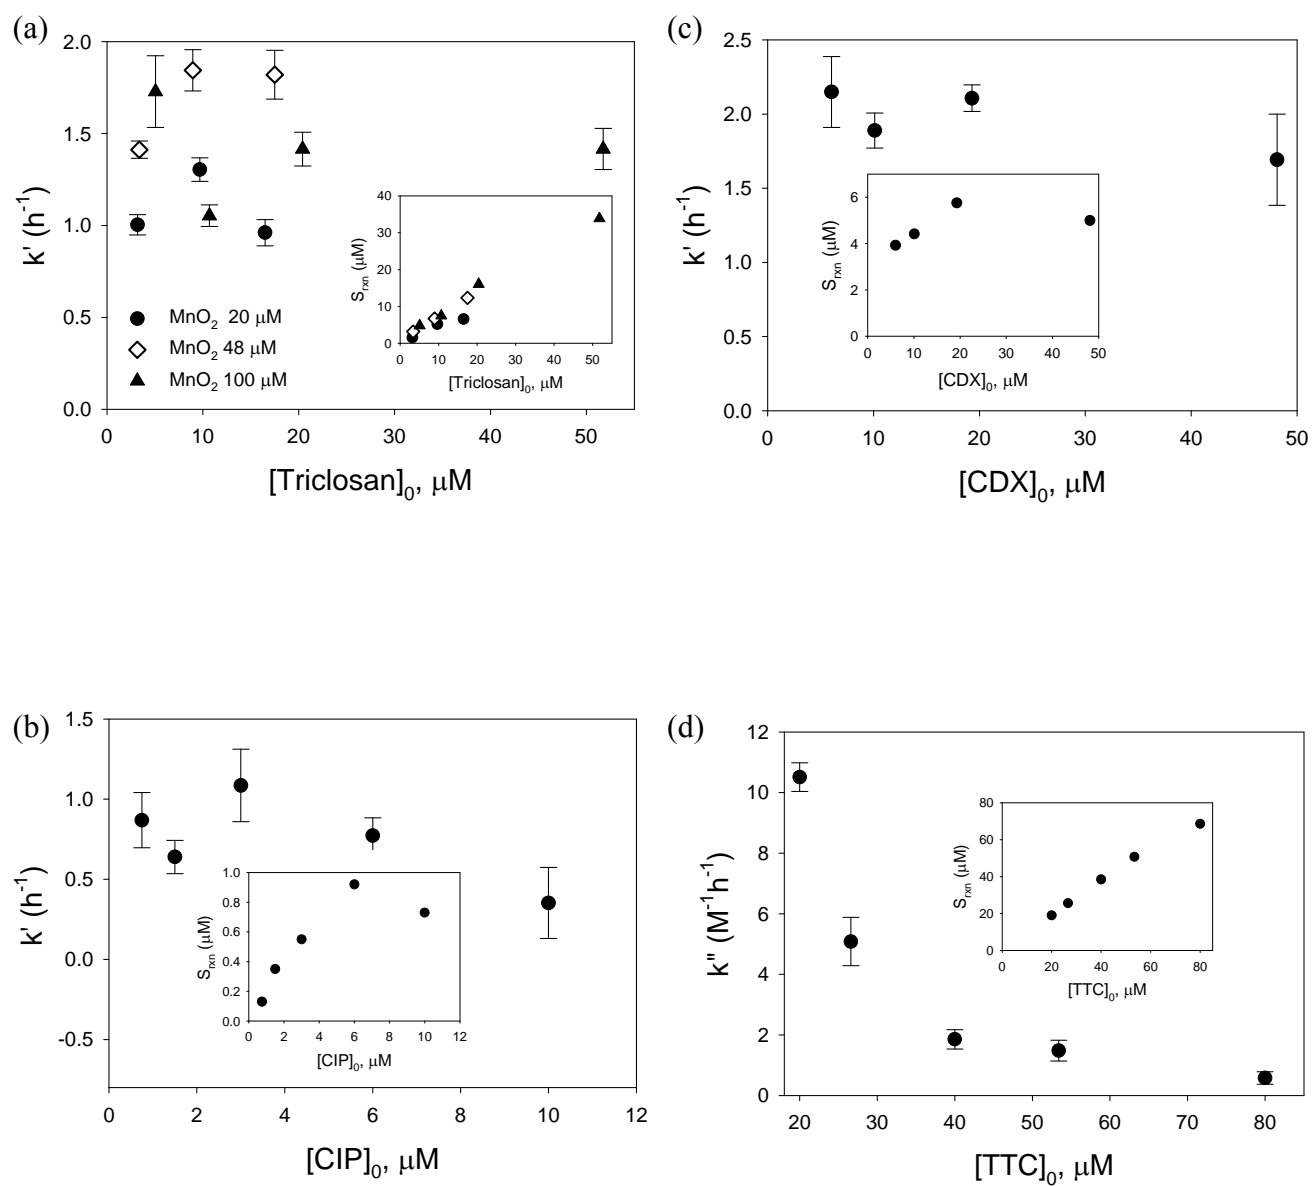 (a)
2.0
1.5
1.0
0.5
0.0
k' (h⁻¹)
MnO₂ 20 μM
MnO₂ 48 μM
MnO₂ 100 μM
0 10 20 30 40 50
[Triclosan]₀, μM
40
30
20
10
0
Sᵣₓₙ (μM)
0 10 20 30 40 50
[Triclosan]₀, μM
(c)
2.5
2.0
1.5
1.0
0.5
0.0
k' (h⁻¹)
0 10 20 30 40 50
[CDX]₀, μM
6
4
2
0
Sᵣₓₙ (μM)
0 10 20 30 40 50
[CDX]₀, μM
(b)
1.5
1.0
0.5
0.0
-0.5
k' (h⁻¹)
0 2 4 6 8 10 12
[CIP]₀, μM
1.0
0.8
0.6
0.4
0.2
0.0
Sᵣₓₙ (μM)
0 2 4 6 8 10 12
[CIP]₀, μM
(d)
12
10
8
6
4
2
0
k" (M⁻¹h⁻¹)
20 30 40 50 60 70 80
[TTC]₀, μM
80
60
40
20
0
Sᵣₓₙ (μM)
0 20 40 60 80
[TTC]₀, μM